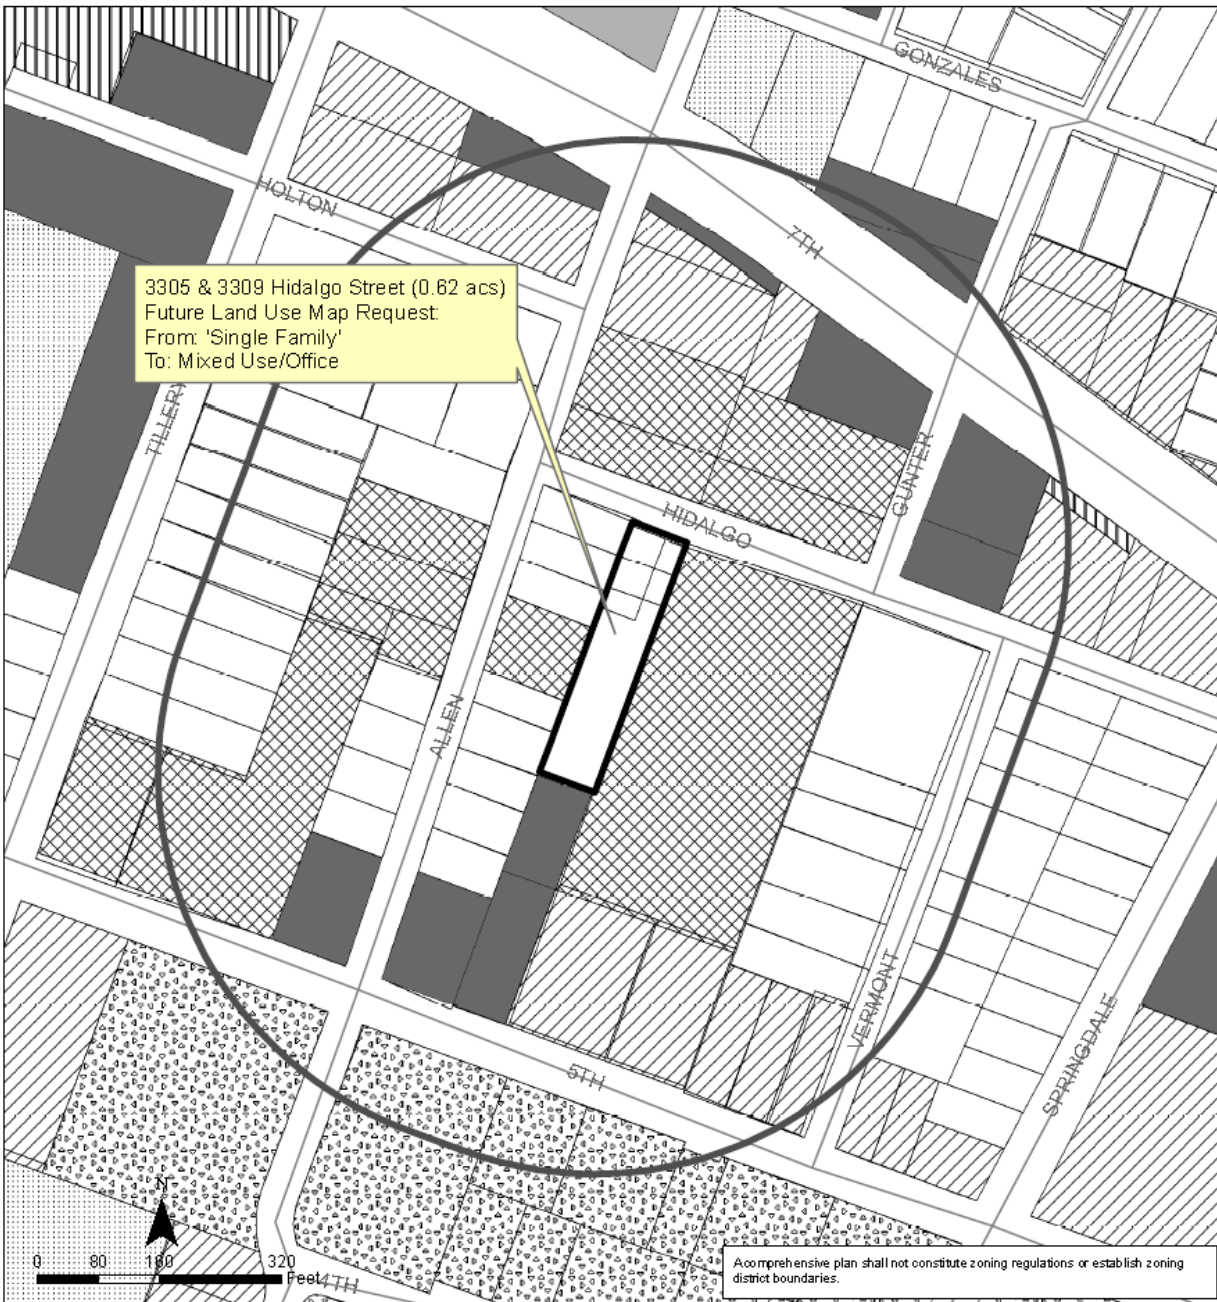 GONZALES
HOLTON
7TH
3305 & 3309 Hidalgo Street (0.62 acs)
Future Land Use Map Request:
From: 'Single Family'
To: Mixed Use/Office
TILLERY
GUNTER
HIDALGO
ALLEN
VERMONT
SPRINGDALE
5TH
N
0 80 160 320
Feet
4TH
Acomprehensive plan shall not constitute zoning regulations or establish zoning
district boundaries.